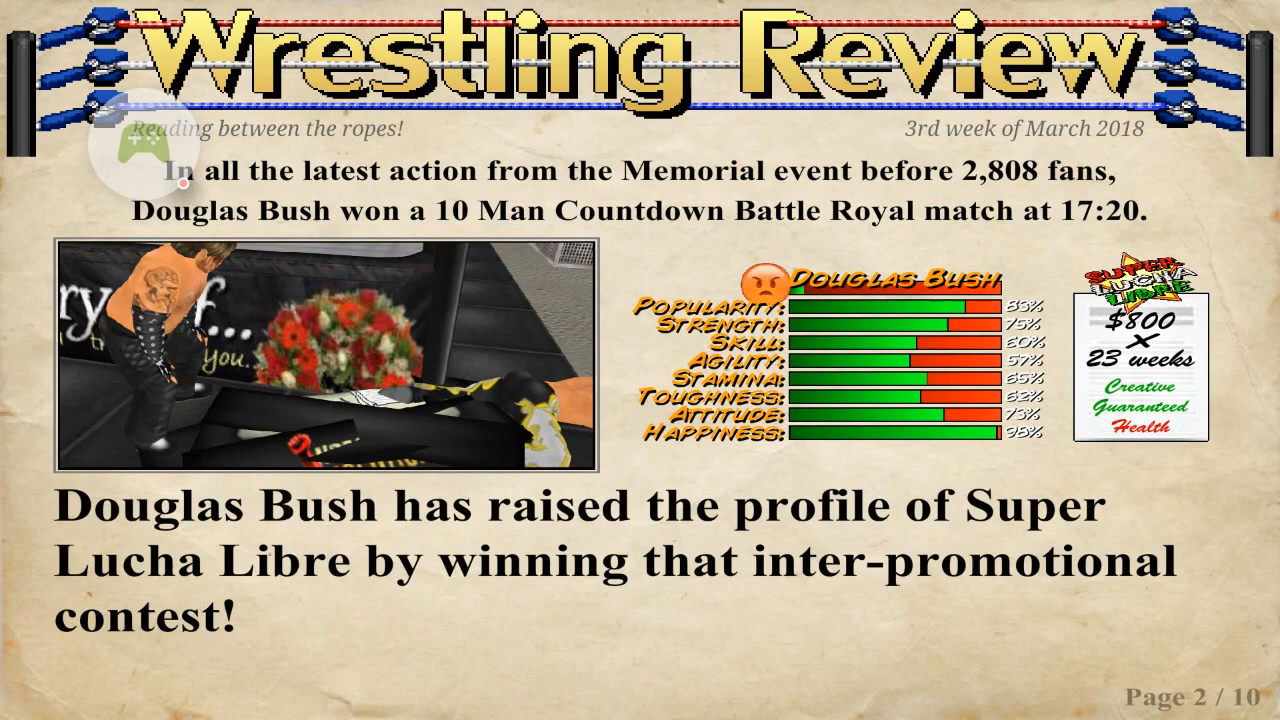 Wrestling Review
Reading between the ropes!
3rd week of March 2018
In all the latest action from the Memorial event before 2,808 fans,
Douglas Bush won a 10 Man Countdown Battle Royal match at 17:20.
you...
Douglas Bush
Popularity: 83%
Strength: 75%
Skill: 60%
Agility: 57%
Stamina: 65%
Toughness: 62%
Attitude: 73%
Happiness: 98%
SUPER
LUCHA
LIBRE
$800
X
23 weeks
Creative
Guaranteed
Health
Douglas Bush has raised the profile of Super
Lucha Libre by winning that inter-promotional
contest!
Page 2 / 10